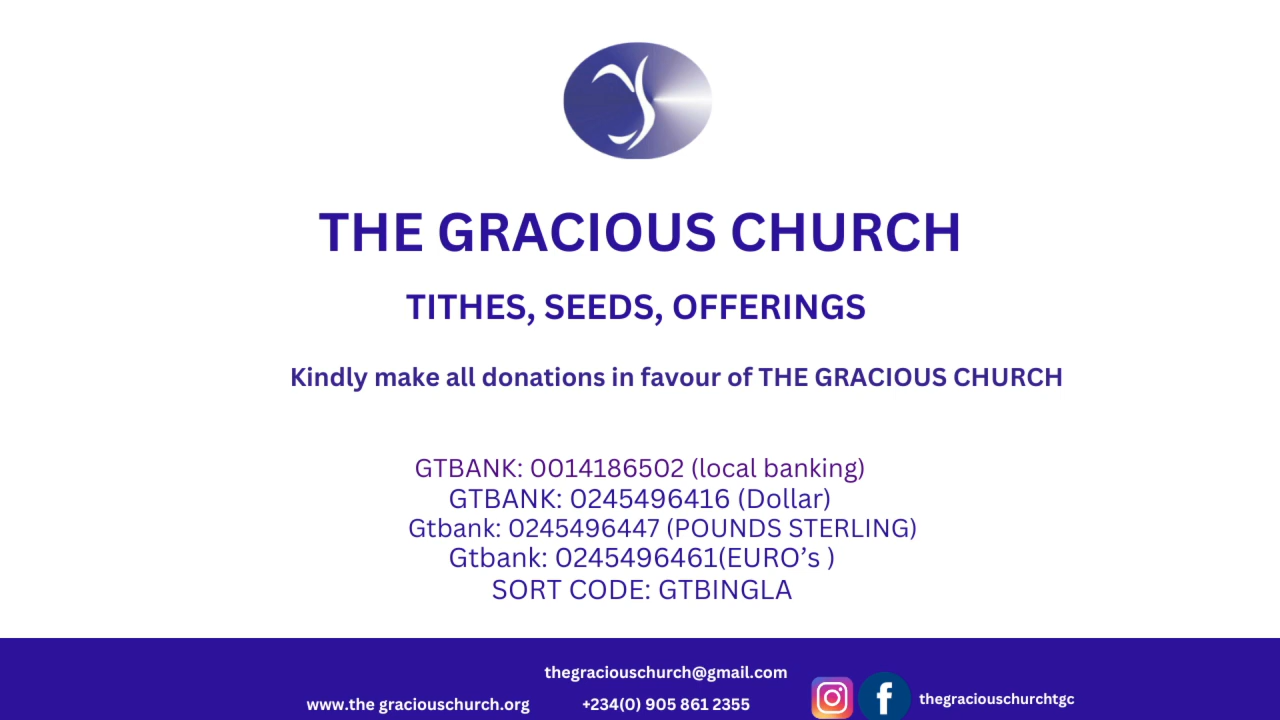 THE GRACIOUS CHURCH
TITHES, SEEDS, OFFERINGS
Kindly make all donations in favour of THE GRACIOUS CHURCH
GTBANK: 0014186502 (local banking)
GTBANK: 0245496416 (Dollar)
Gtbank: 0245496447 (POUNDS STERLING)
Gtbank: 0245496461(EURO’s )
SORT CODE: GTBINGLA
thegraciouschurch@gmail.com
www.the graciouschurch.org
+234(0) 905 861 2355
thegraciouschurchtgc